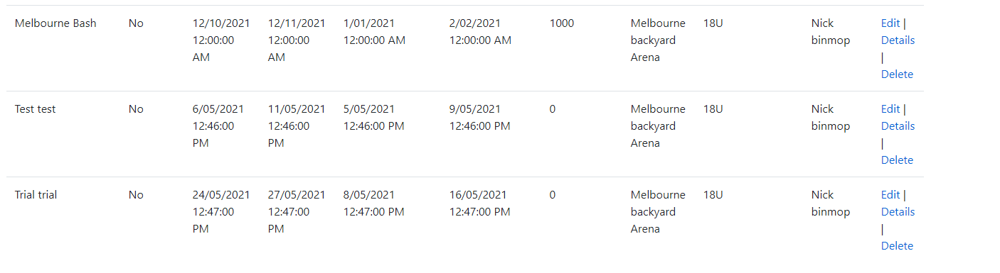 Melbourne Bash No 12/10/2021 12/11/2021 1/01/2021 2/02/2021 1000 Melbourne 18U Nick Edit |
12:00:00 12:00:00 12:00:00 AM 12:00:00 AM backyard binmop Details
AM AM Arena |
Delete
Test test No 6/05/2021 11/05/2021 5/05/2021 9/05/2021 0 Melbourne 18U Nick Edit |
12:46:00 12:46:00 12:46:00 PM 12:46:00 PM backyard binmop Details
PM PM Arena |
Delete
Trial trial No 24/05/2021 27/05/2021 8/05/2021 16/05/2021 0 Melbourne 18U Nick Edit |
12:47:00 12:47:00 12:47:00 PM 12:47:00 PM backyard binmop Details
PM PM Arena |
Delete